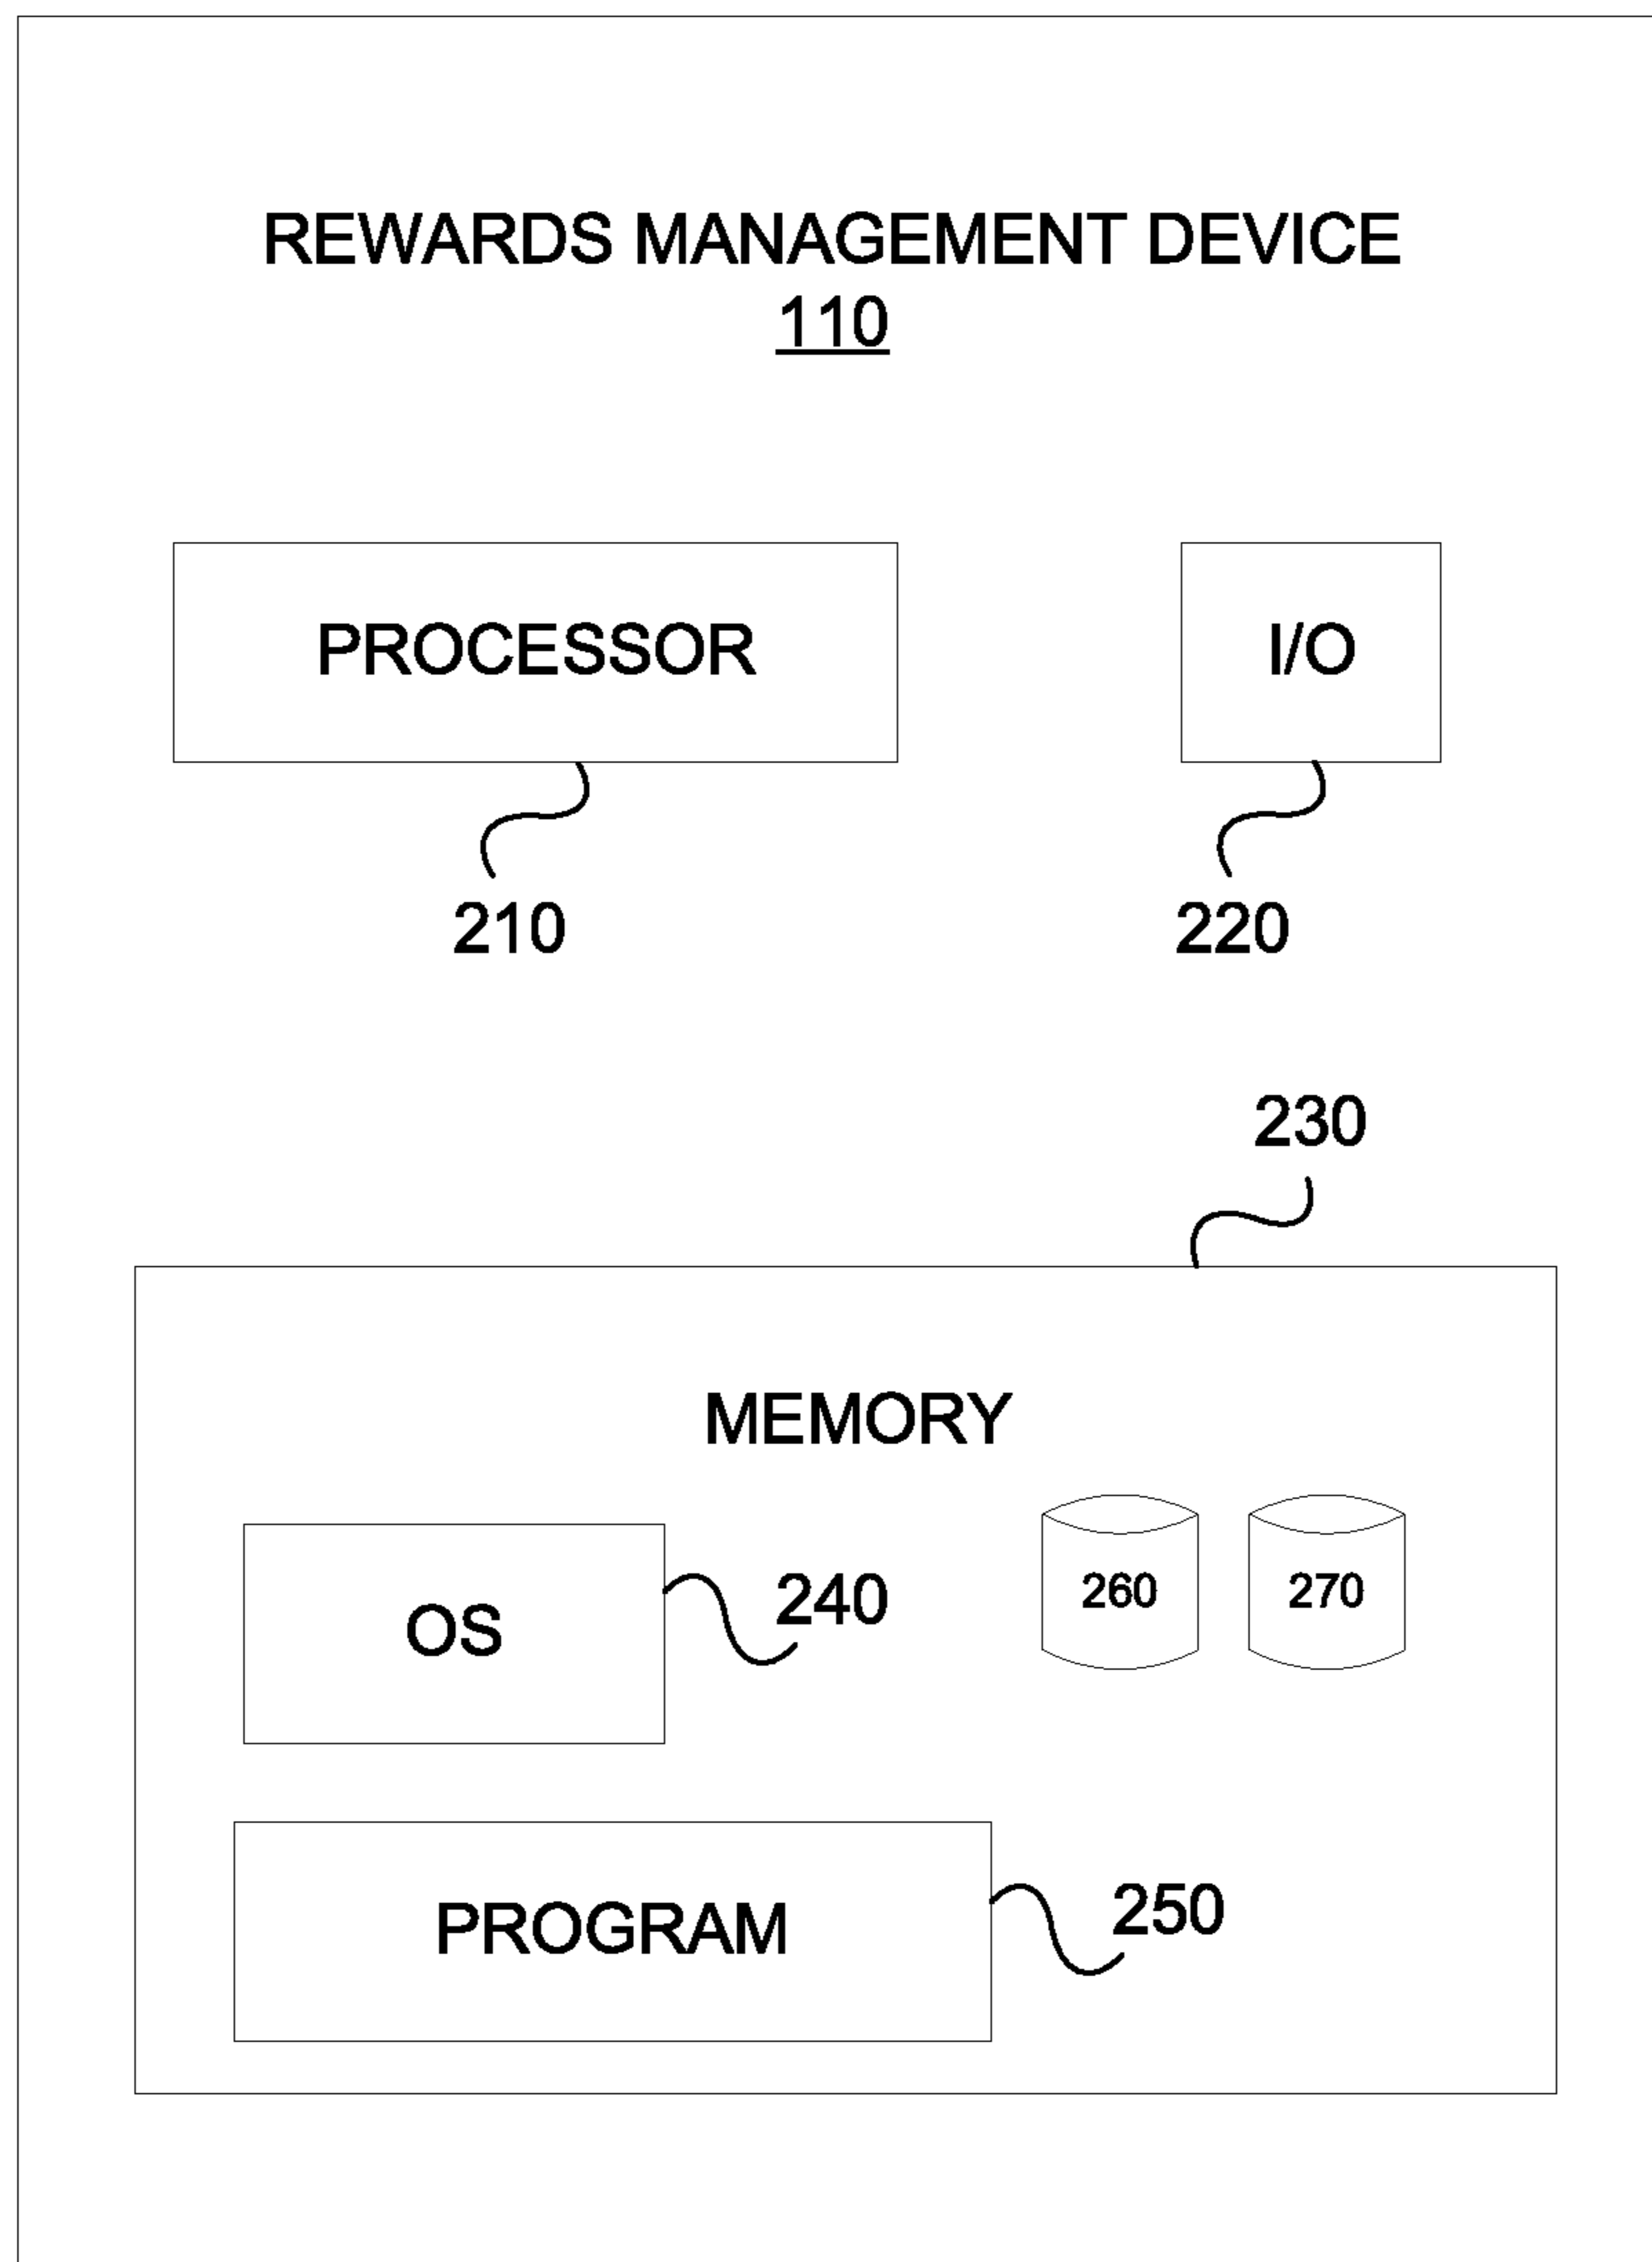 REWARDS MANAGEMENT DEVICE
110
PROCESSOR
I/O
210
220
230
MEMORY
OS
240
260
270
PROGRAM
250